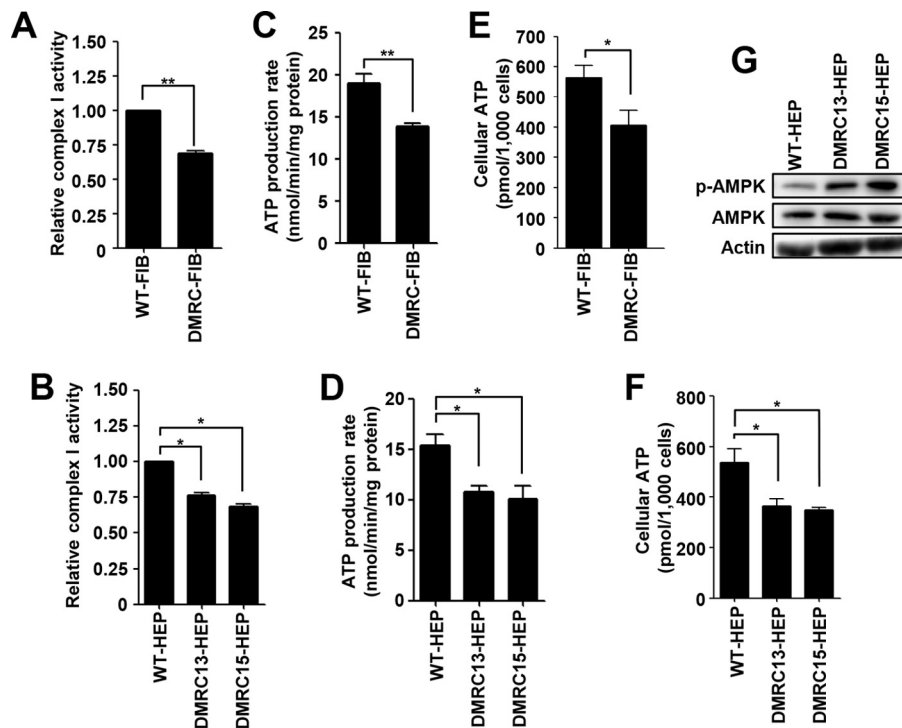 A
Relative complex I activity
1.50
1.25
1.00
0.75
0.50
0.25
0
**
WT-FIB
DMRC-FIB
C
ATP production rate
(nmol/min/mg protein)
25
20
15
10
5
0
**
WT-FIB
DMRC-FIB
E
Cellular ATP
(pmol/1,000 cells)
700
600
500
400
300
200
100
0
*
WT-FIB
DMRC-FIB
G
WT-HEP
DMRC13-HEP
DMRC15-HEP
p-AMPK
AMPK
Actin
B
Relative complex I activity
1.50
1.25
1.00
0.75
0.50
0.25
0
*
*
WT-HEP
DMRC13-HEP
DMRC15-HEP
D
ATP production rate
(nmol/min/mg protein)
20
15
10
5
0
*
*
WT-HEP
DMRC13-HEP
DMRC15-HEP
F
Cellular ATP
(pmol/1,000 cells)
800
600
400
200
0
*
*
WT-HEP
DMRC13-HEP
DMRC15-HEP